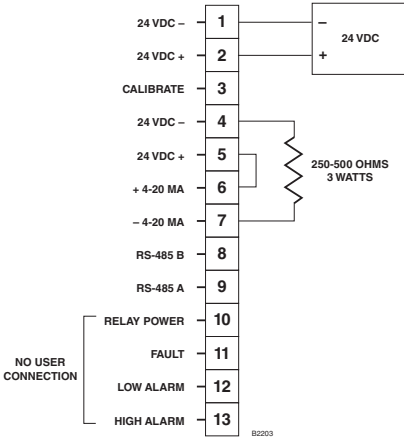 24 VDC –
1
–
24 VDC
24 VDC +
2
+
CALIBRATE
3
24 VDC –
4
24 VDC +
5
250-500 OHMS
3 WATTS
+ 4-20 MA
6
– 4-20 MA
7
RS-485 B
8
RS-485 A
9
RELAY POWER
10
FAULT
11
NO USER
CONNECTION
LOW ALARM
12
HIGH ALARM
13
B2203